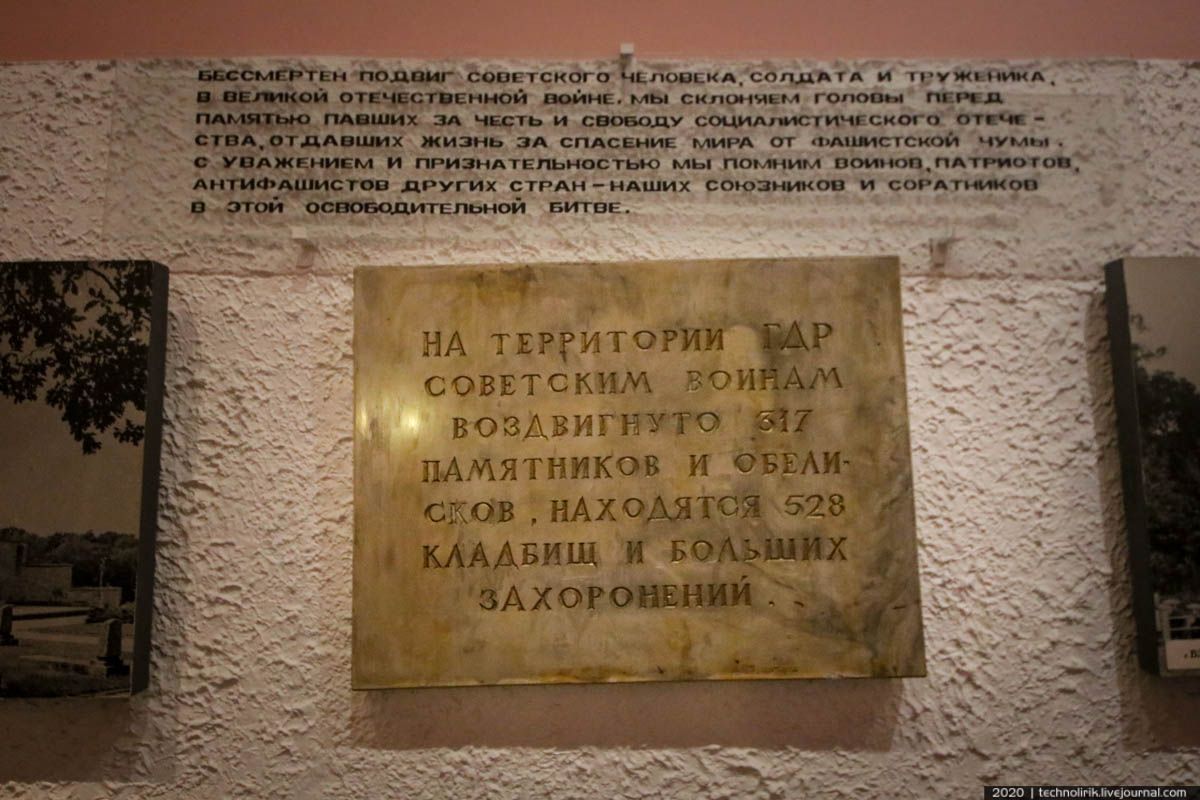 БЕССМЕРТЕН ПОДВИГ СОВЕТСКОГО ЧЕЛОВЕКА, СОЛДАТА И ТРУЖЕНИКА,
В ВЕЛИКОЙ ОТЕЧЕСТВЕННОЙ ВОЙНЕ. МЫ СКЛОНЯЕМ ГОЛОВЫ ПЕРЕД
ПАМЯТЬЮ ПАВШИХ ЗА ЧЕСТЬ И СВОБОДУ СОЦИАЛИСТИЧЕСКОГО ОТЕЧЕ-
СТВА, ОТДАВШИХ ЖИЗНЬ ЗА СПАСЕНИЕ МИРА ОТ ФАШИСТСКОЙ ЧУМЫ.
С УВАЖЕНИЕМ И ПРИЗНАТЕЛЬНОСТЬЮ МЫ ПОМНИМ ВОИНОВ, ПАТРИОТОВ,
АНТИФАШИСТОВ ДРУГИХ СТРАН – НАШИХ СОЮЗНИКОВ И СОРАТНИКОВ
В ЭТОЙ ОСВОБОДИТЕЛЬНОЙ БИТВЕ.
НА ТЕРРИТОРИИ ГДР
СОВЕТСКИМ ВОИНАМ
ВОЗДВИГНУТО 317
ПАМЯТНИКОВ И ОБЕЛИ-
СКОВ, НАХОДЯТСЯ 528
КЛАДБИЩ И БОЛЬШИХ
ЗАХОРОНЕНИЙ.
2020 | technolirik.livejournal.com